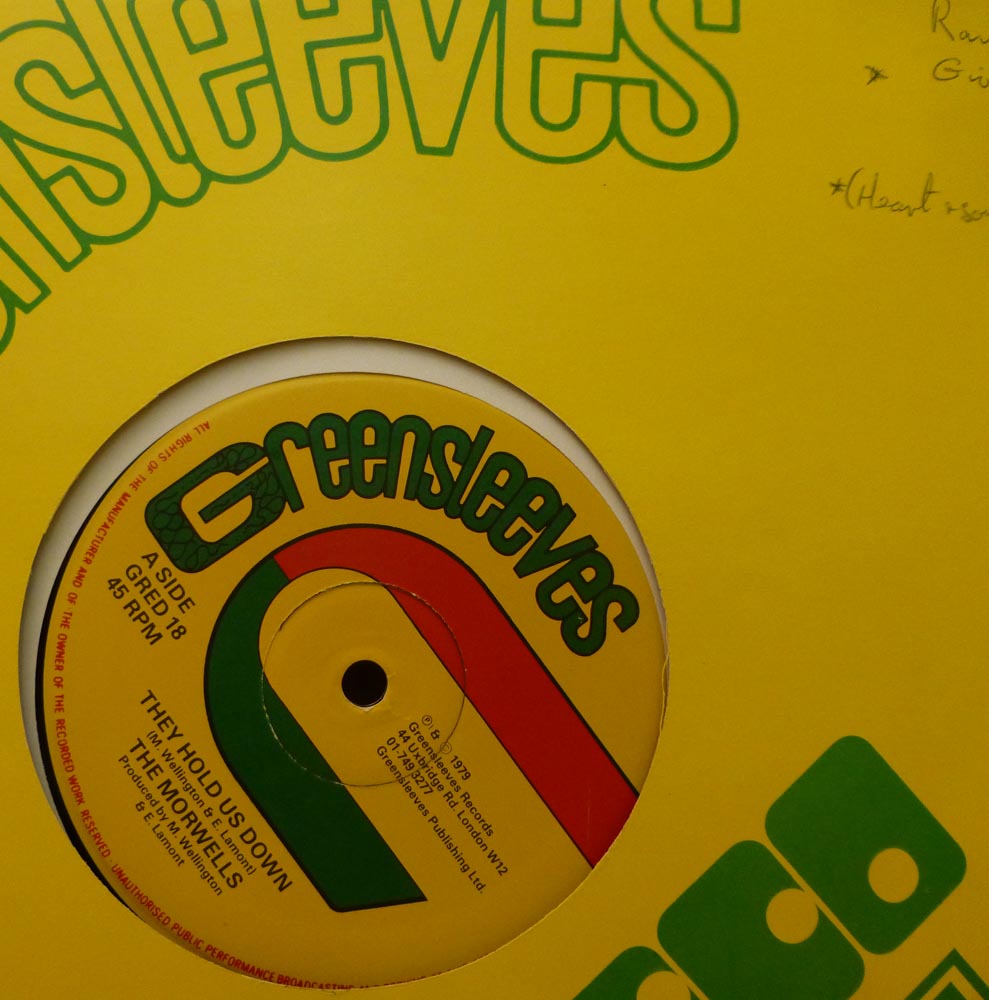 nsleeves
*
*(Heart
Greensleeves
A SIDE
GRED 18
45 RPM
THEY HOLD US DOWN
(M. Wellington & E. Lamont)
THE MORWELLS
Produced by M. Wellington
& E. Lamont
℗ & © 1979
Greensleeves Records
44 Uxbridge Rd. London W12
01-749 3277
Greensleeves Publishing Ltd.
ALL RIGHTS OF THE MANUFACTURER AND OF THE OWNER OF THE RECORDED WORK RESERVED UNAUTHORISED PUBLIC PERFORMANCE BROADCASTING